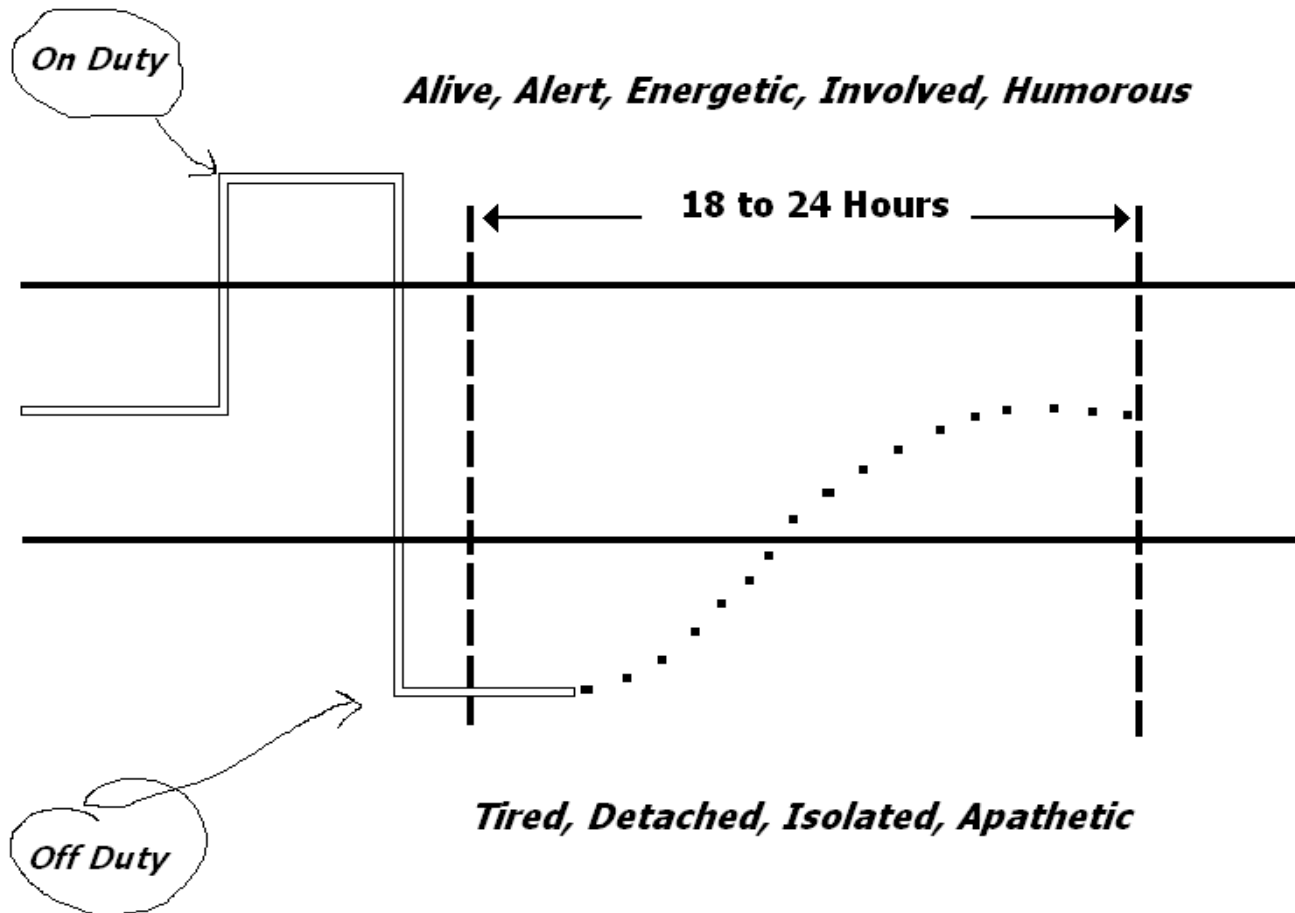 On Duty
Alive, Alert, Energetic, Involved, Humorous
18 to 24 Hours
Tired, Detached, Isolated, Apathetic
Off Duty